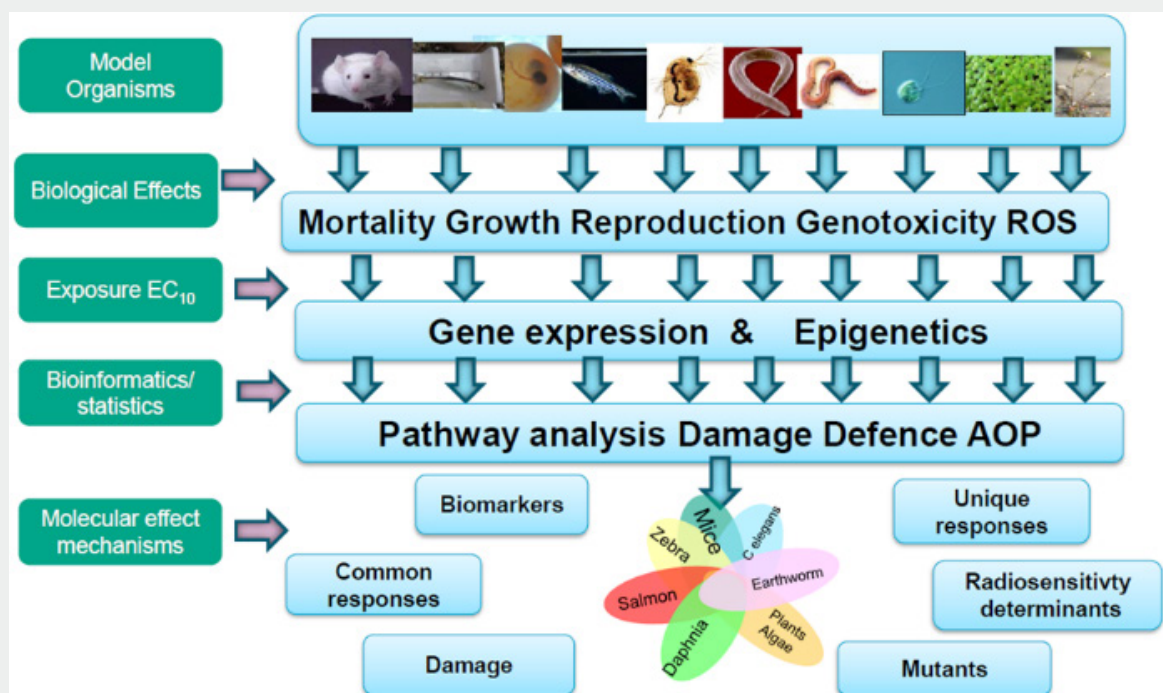 Model
Organisms
Biological Effects
Mortality Growth Reproduction Genotoxicity ROS
Exposure EC₁₀
Gene expression & Epigenetics
Bioinformatics/
statistics
Pathway analysis Damage Defence AOP
Molecular effect
mechanisms
Biomarkers
Unique
responses
Common
responses
Radiosensitivty
determinants
Damage
Mutants
Mice
C elegans
Zebra
Earthworm
Salmon
Plants
Algae
Daphnia